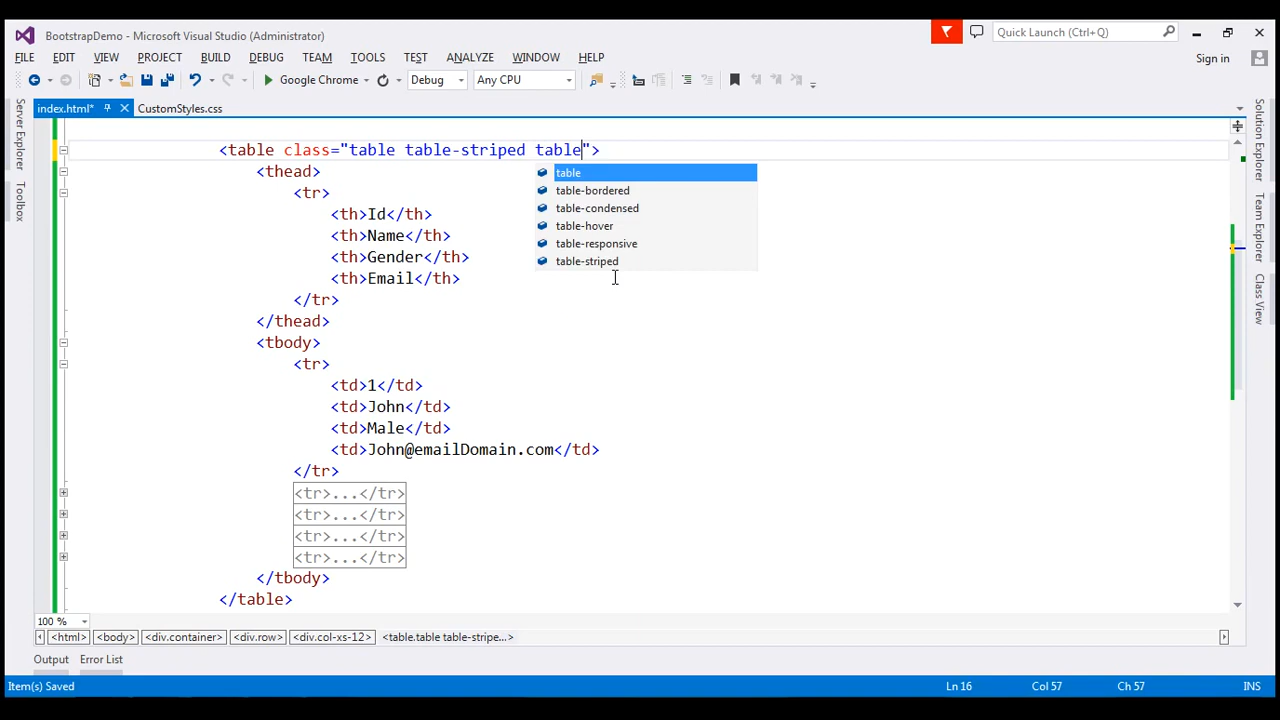 BootstrapDemo - Microsoft Visual Studio (Administrator)
Quick Launch (Ctrl+Q)
FILE EDIT VIEW PROJECT BUILD DEBUG TEAM TOOLS TEST ANALYZE WINDOW HELP
Sign in
Google Chrome Debug Any CPU
index.html* CustomStyles.css
Server Explorer
Toolbox
<table class="table table-striped table">
<thead>
<tr>
<th>Id</th>
<th>Name</th>
<th>Gender</th>
<th>Email</th>
</tr>
</thead>
<tbody>
<tr>
<td>1</td>
<td>John</td>
<td>Male</td>
<td>John@emailDomain.com</td>
</tr>
<tr>...</tr>
<tr>...</tr>
<tr>...</tr>
<tr>...</tr>
</tbody>
</table>
table
table-bordered
table-condensed
table-hover
table-responsive
table-striped
Solution Explorer
Team Explorer
Class View
100 %
<html> <body> <div.container> <div.row> <div.col-xs-12> <table.table table-stripe...>
Output Error List
Item(s) Saved Ln 16 Col 57 Ch 57 INS